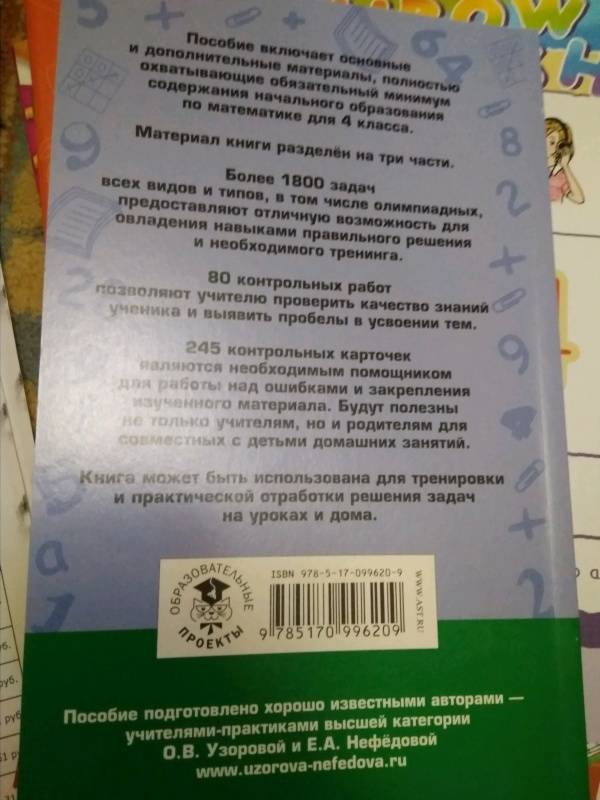 Пособие включает основные
и дополнительные материалы, полностью
охватывающие обязательный минимум
содержания начального образования
по математике для 4 класса.
Материал книги разделён на три части.
Более 1800 задач
всех видов и типов, в том числе олимпиадных,
предоставляют отличную возможность для
овладения навыками правильного решения
и необходимого тренинга.
80 контрольных работ
позволяют учителю проверить качество знаний
ученика и выявить пробелы в усвоении тем.
245 контрольных карточек
являются необходимым помощником
для работы над ошибками и закрепления
изученного материала. Будут полезны
не только учителям, но и родителям для
совместных с детьми домашних занятий.
Книга может быть использована для тренировки
и практической отработки решения задач
на уроках и дома.
ОБРАЗОВАТЕЛЬНЫЕ
ПРОЕКТЫ
ISBN 978-5-17-099620-9
9 785170 996209
WWW.AST.RU
Пособие подготовлено хорошо известными авторами —
учителями-практиками высшей категории
О.В. Узоровой и Е.А. Нефёдовой
www.uzorova-nefedova.ru